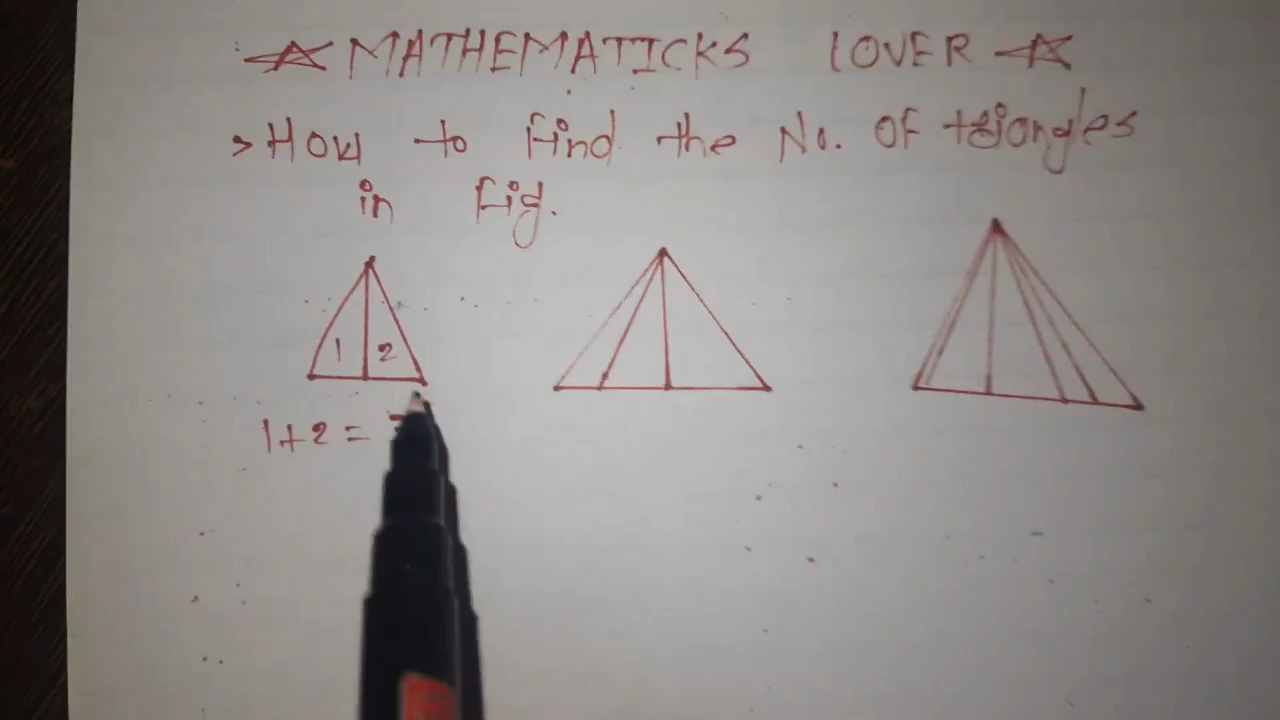 ☆ MATHEMATICKS LOVER ☆
> How to find the No. of triangles
in fig.
1 2
1+2 =